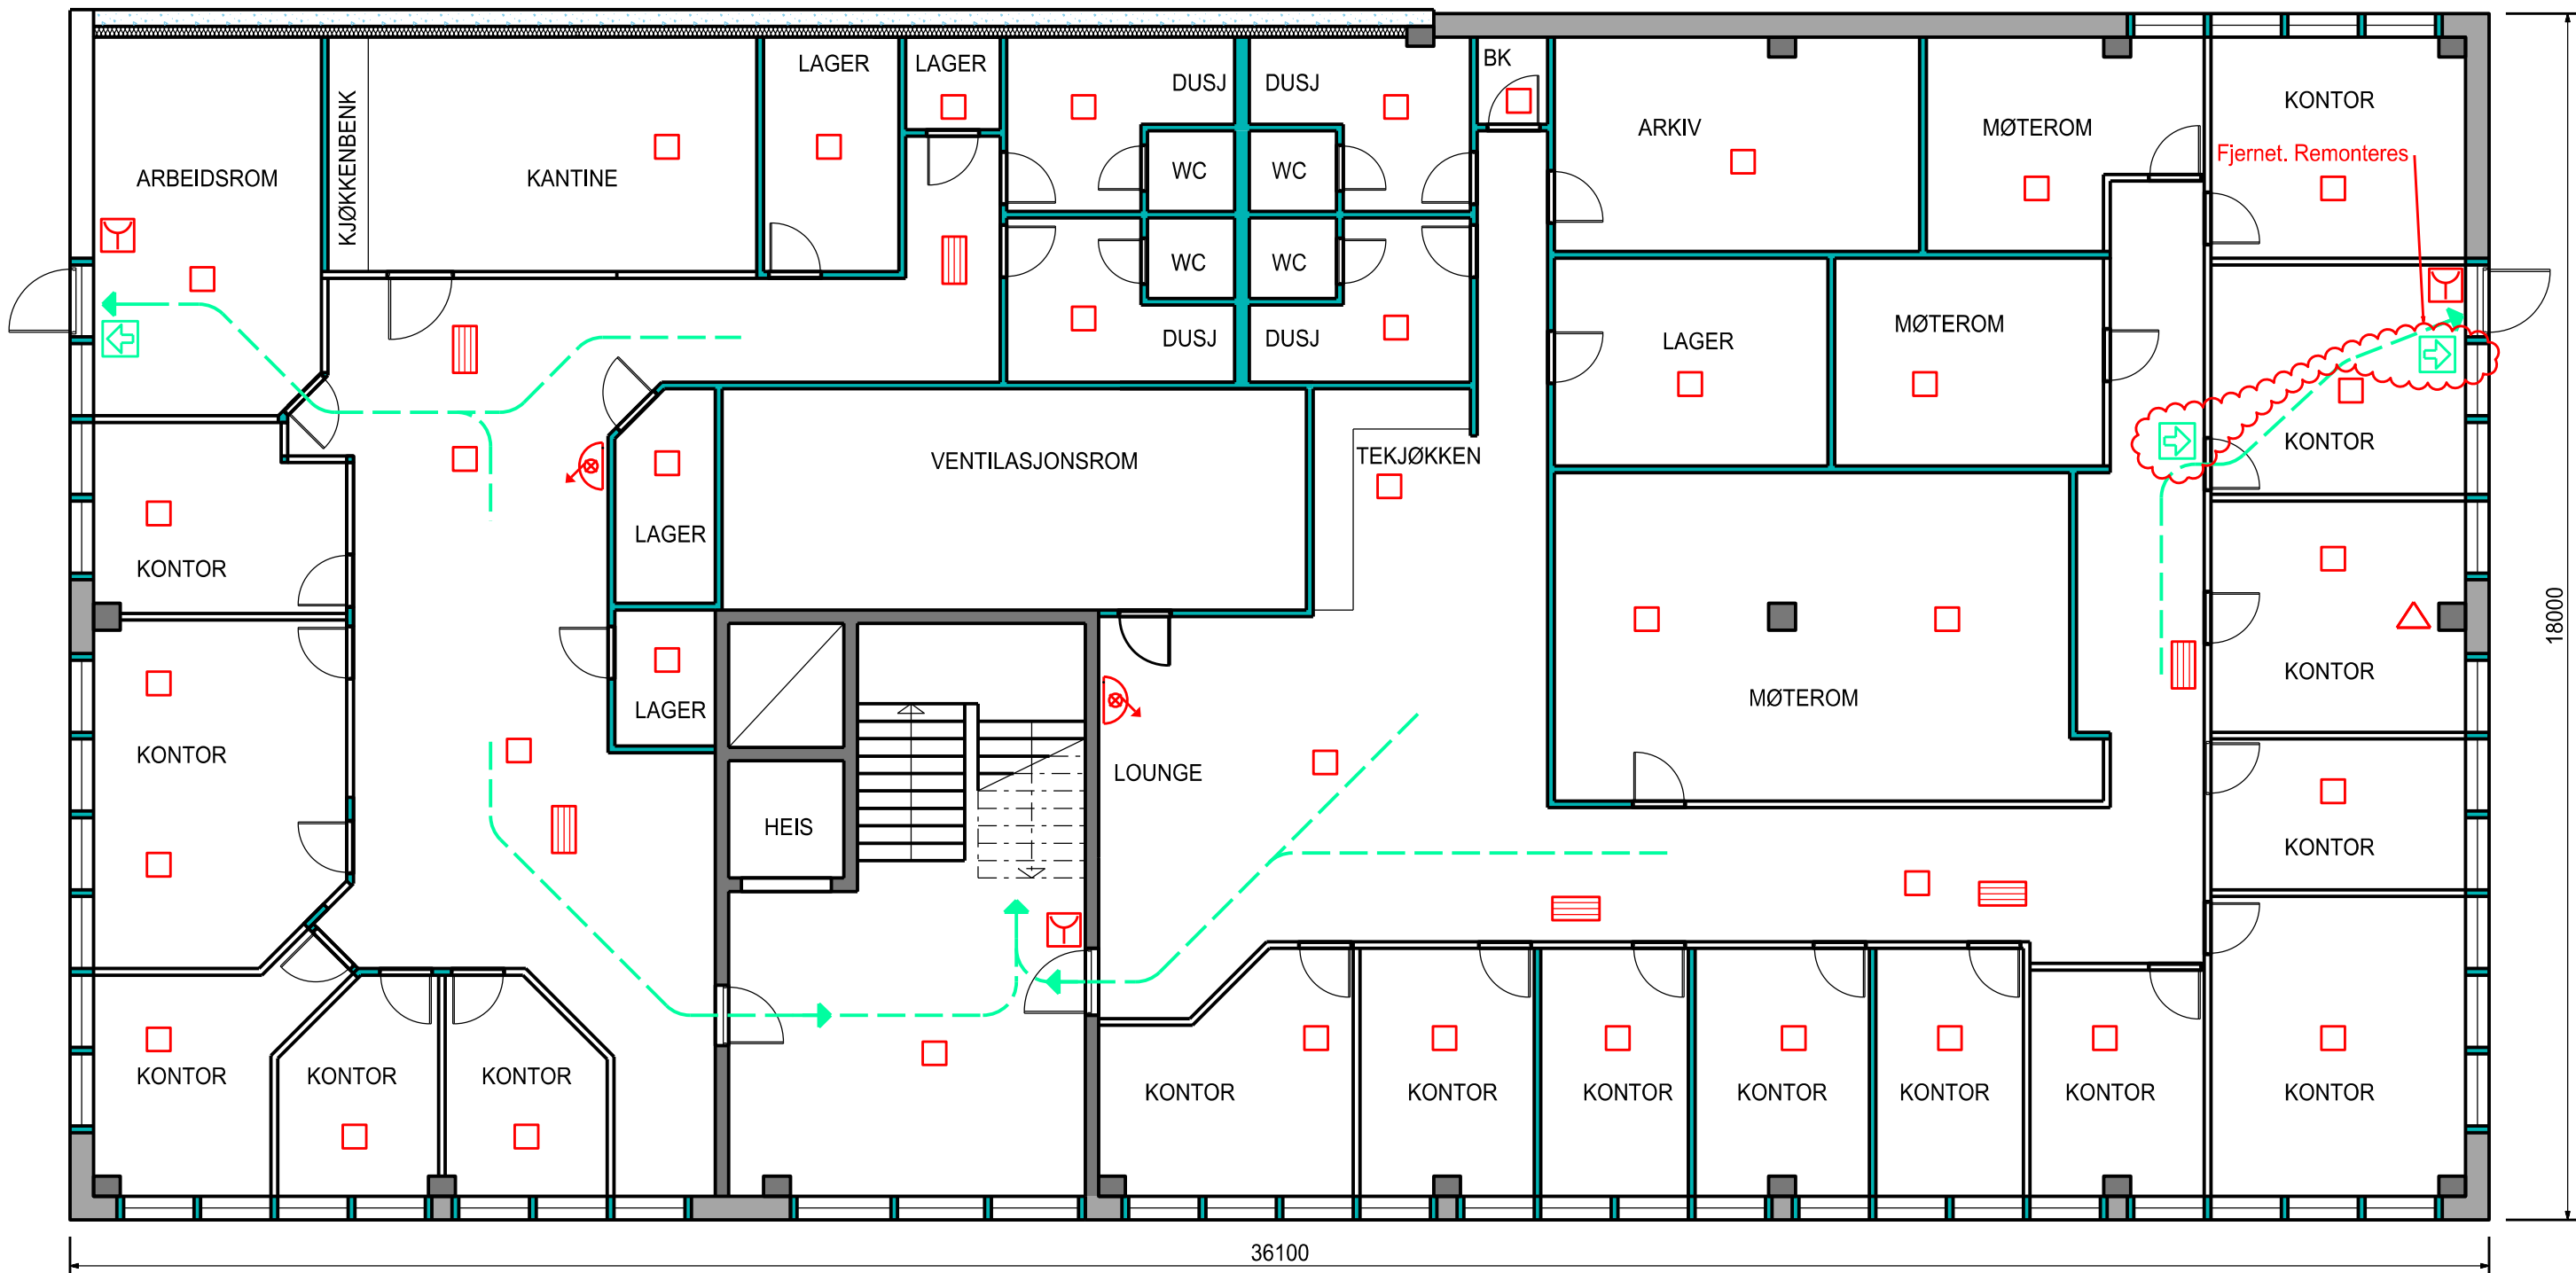 LAGER
LAGER
BK
DUSJ
DUSJ
KONTOR
ARKIV
MØTEROM
Fjernet. Remonteres
KJØKKENBENK
ARBEIDSROM
KANTINE
WC
WC
WC
WC
DUSJ
DUSJ
LAGER
MØTEROM
KONTOR
TEKJØKKEN
VENTILASJONSROM
LAGER
KONTOR
18000
KONTOR
MØTEROM
LAGER
KONTOR
LOUNGE
HEIS
KONTOR
KONTOR
KONTOR
KONTOR
KONTOR
KONTOR
KONTOR
KONTOR
KONTOR
KONTOR
KONTOR
36100